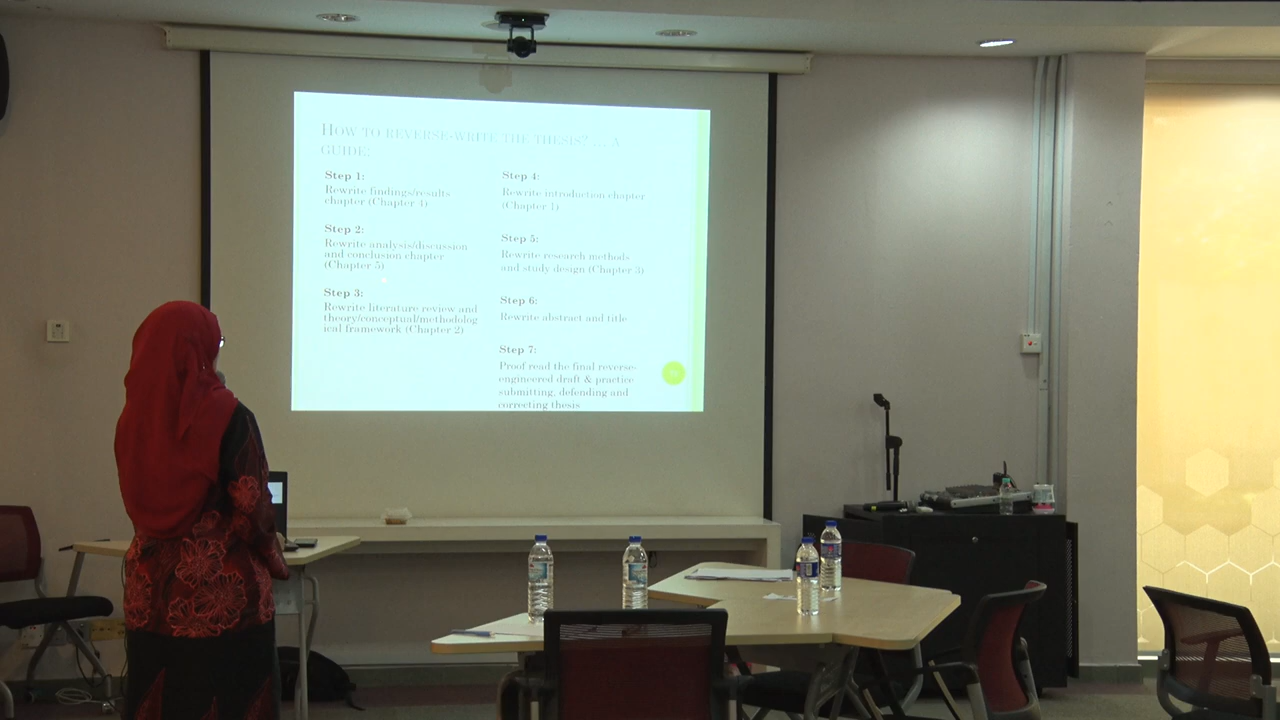 HOW TO REVERSE-WRITE THE THESIS? ... A
GUIDE:
Step 1:
Rewrite findings/results
chapter (Chapter 4)
Step 2:
Rewrite analysis/discussion
and conclusion chapter
(Chapter 5)
Step 3:
Rewrite literature review and
theory/conceptual/methodolog
ical framework (Chapter 2)
Step 4:
Rewrite introduction chapter
(Chapter 1)
Step 5:
Rewrite research methods
and study design (Chapter 3)
Step 6:
Rewrite abstract and title
Step 7:
Proof read the final reverse-
engineered draft & practice
submitting, defending and
correcting thesis